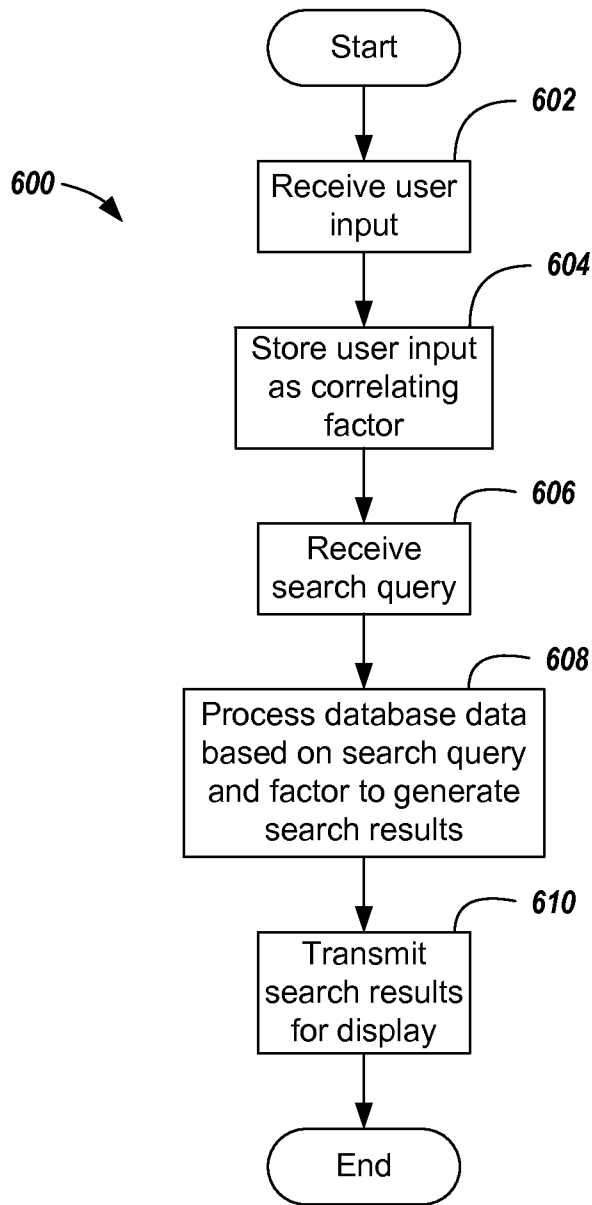 Start
602
600
Receive user
input
604
Store user input
as correlating
factor
606
Receive
search query
608
Process database data
based on search query
and factor to generate
search results
610
Transmit
search results
for display
End